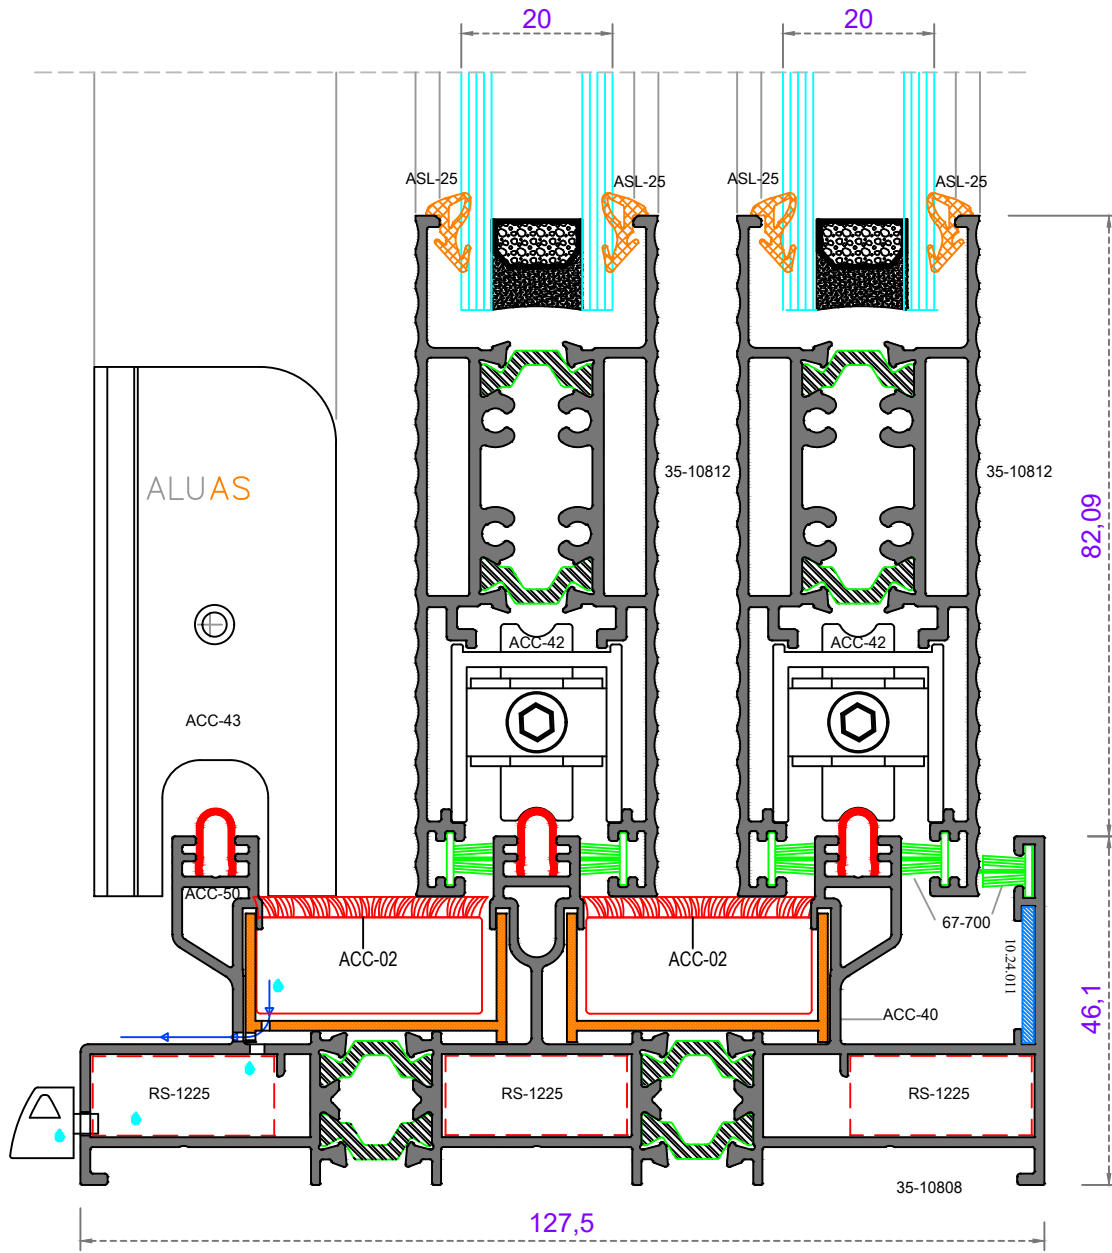 20
20
ASL-25
ASL-25
ASL-25
ASL-25
35-10812
35-10812
ALUAS
82,09
ACC-42
ACC-42
ACC-43
ACC-50
67-700
ACC-02
ACC-02
10.24.011
ACC-40
46,1
RS-1225
RS-1225
RS-1225
35-10808
127,5